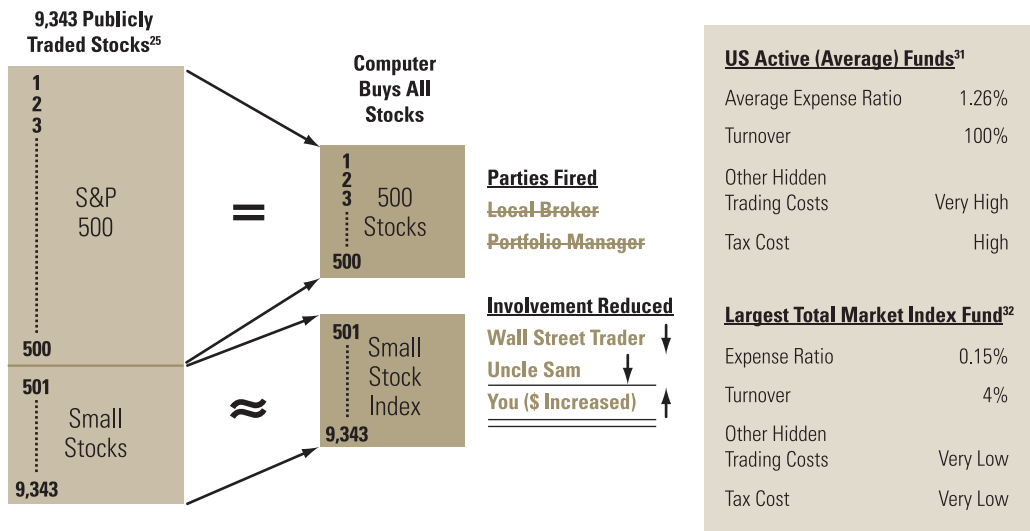 9,343 Publicly
Traded Stocks25
1
2
3
S&P
500
500
501
Small
Stocks
9,343
=
≈
Computer
Buys All
Stocks
1
2
3
500
Stocks
500
501
Small
Stock
Index
9,343
Parties Fired
Local Broker
Portfolio Manager
Involvement Reduced
Wall Street Trader
Uncle Sam
You ($ Increased)
US Active (Average) Funds31
Average Expense Ratio 1.26%
Turnover 100%
Other Hidden
Trading Costs Very High
Tax Cost High
Largest Total Market Index Fund32
Expense Ratio 0.15%
Turnover 4%
Other Hidden
Trading Costs Very Low
Tax Cost Very Low